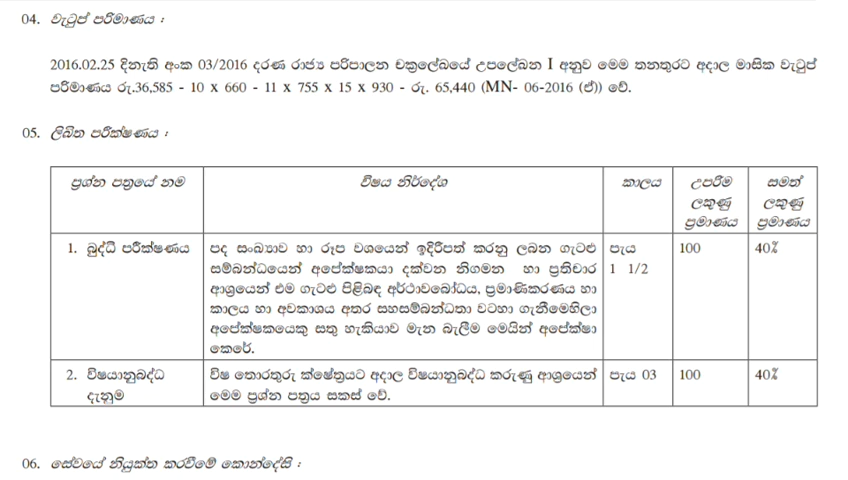 04. වැටුප් පරිමාණය :
2016.02.25 දිනැති අංක 03/2016 දරණ රාජ්‍ය පරිපාලන චක්‍රලේඛයේ උපලේඛන I අනුව මෙම තනතුරට අදාල මාසික වැටුප්
පරිමාණය රු.36,585 - 10 x 660 - 11 x 755 x 15 x 930 - රු. 65,440 (MN- 06-2016 (ඒ)) වේ.
05. ලිඛිත පරීක්ෂණය :
ප්‍රශ්න පත්‍රයේ නම
විෂය නිර්දේශ
කාලය
උපරිම
ලකුණු
ප්‍රමාණය
සමත්
ලකුණු
ප්‍රමාණය
1. බුද්ධි පරීක්ෂණය
පද සංඛ්‍යාව හා රූප වශයෙන් ඉදිරිපත් කරනු ලබන ගැටළු
සම්බන්ධයෙන් අපේක්ෂකයා දක්වන නිගමන හා ප්‍රතිචාර
ආශ්‍රයෙන් එම ගැටළු පිළිබඳ අර්ථාවබෝධය, ප්‍රමාණිකරණය හා
කාලය හා අවකාශය අතර සහසම්බන්ධතා වටහා ගැනීමෙහිලා
අපේක්ෂකයෙකු සතු හැකියාව මැන බැලීම මෙයින් අපේක්ෂා
කෙරේ.
පැය
1 1/2
100
40%
2. විෂයානුබද්ධ
දැනුම
විෂ තොරතුරු ක්ෂේත්‍රයට අදාල විෂයානුබද්ධ කරුණු ආශ්‍රයෙන්
මෙම ප්‍රශ්න පත්‍රය සකස් වේ.
පැය 03
100
40%
06. සේවයේ නියුක්ත කරවීමේ කොන්දේසි :